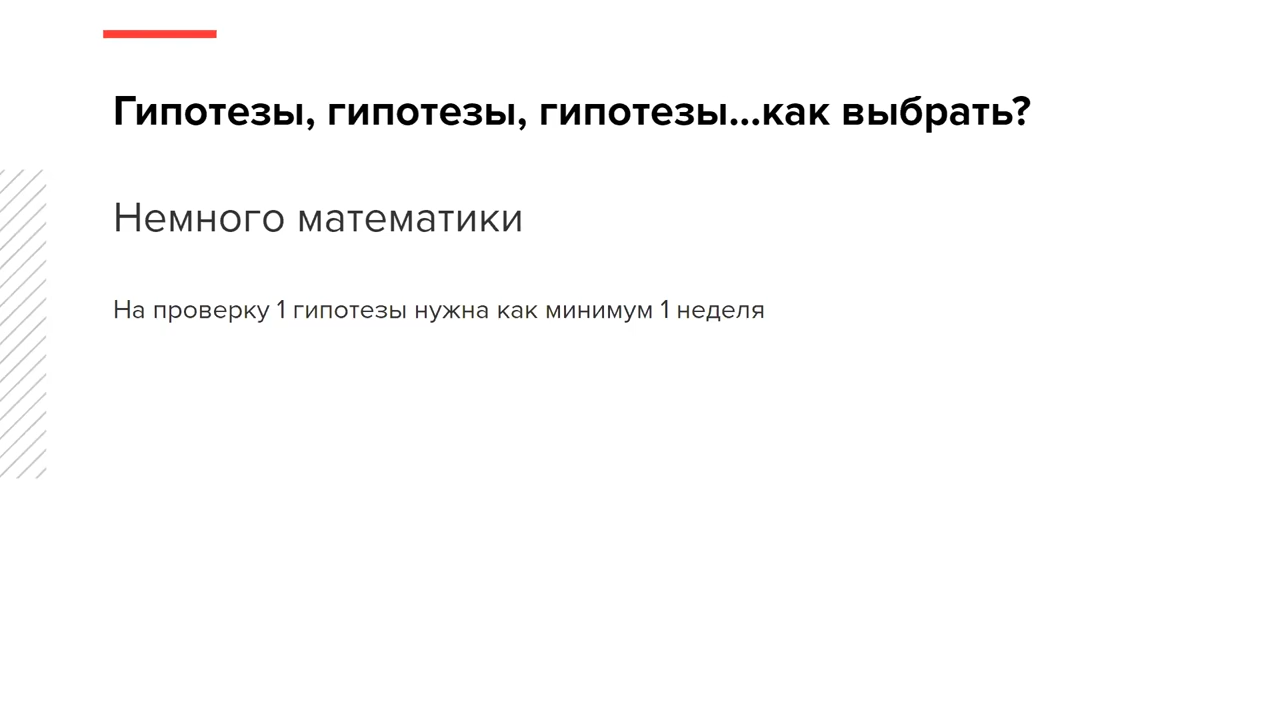 Гипотезы, гипотезы, гипотезы...как выбрать?
Немного математики
На проверку 1 гипотезы нужна как минимум 1 неделя